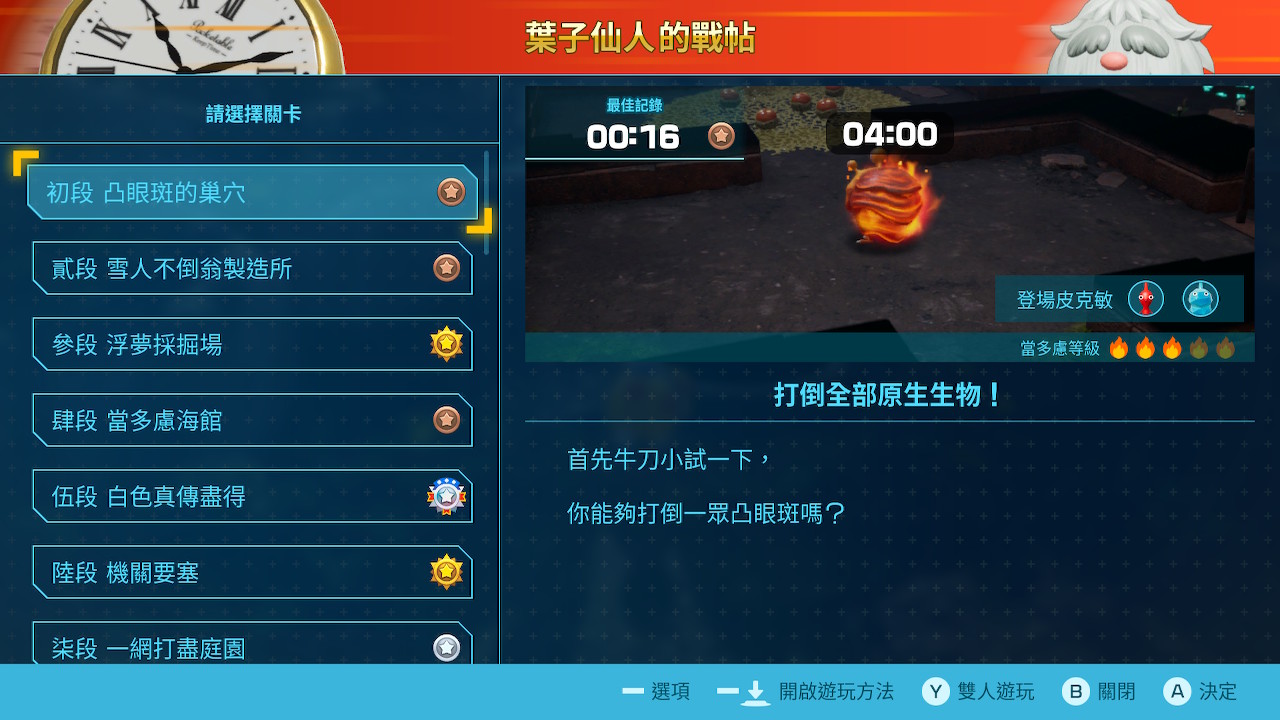 葉子仙人的戰帖
請選擇關卡
初段 凸眼斑的巢穴
貳段 雪人不倒翁製造所
參段 浮夢採掘場
肆段 當多慮海館
伍段 白色真傳盡得
陸段 機關要塞
柒段 一網打盡庭園
最佳記錄
00:16
04:00
登場皮克敏
當多慮等級
打倒全部原生生物！
首先牛刀小試一下，
你能夠打倒一眾凸眼斑嗎？
選項 開啟遊玩方法 Y 雙人遊玩 B 關閉 A 決定